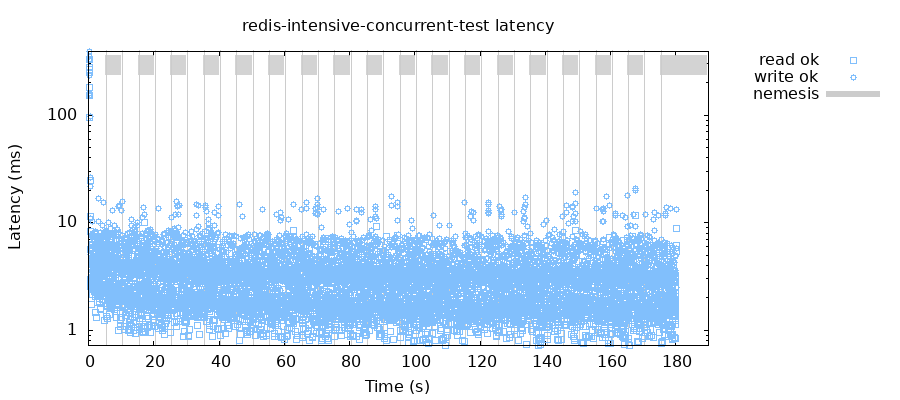 redis-intensive-concurrent-test latency
read ok
write ok
nemesis
Latency (ms)
100
10
1
0 20 40 60 80 100 120 140 160 180
Time (s)